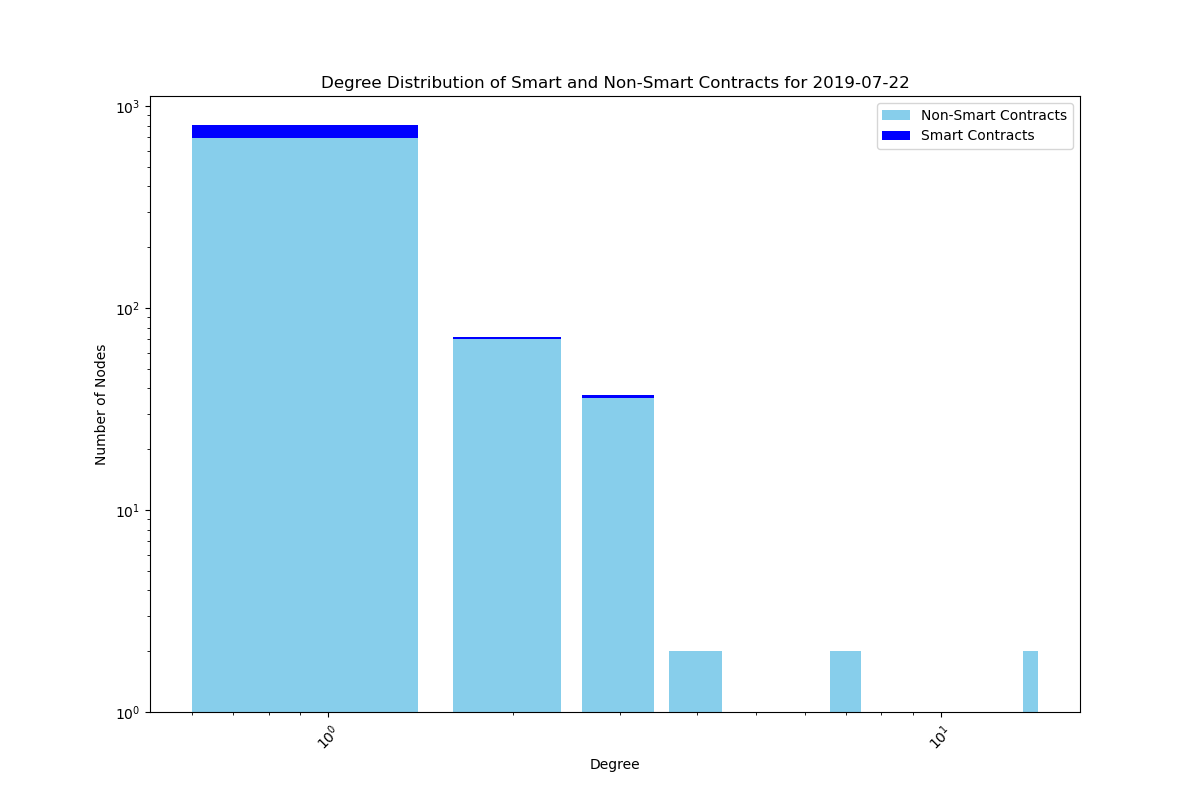 Degree Distribution of Smart and Non-Smart Contracts for 2019-07-22
Non-Smart Contracts
Smart Contracts
10³
10²
10¹
10⁰
Number of Nodes
10⁰
10¹
Degree